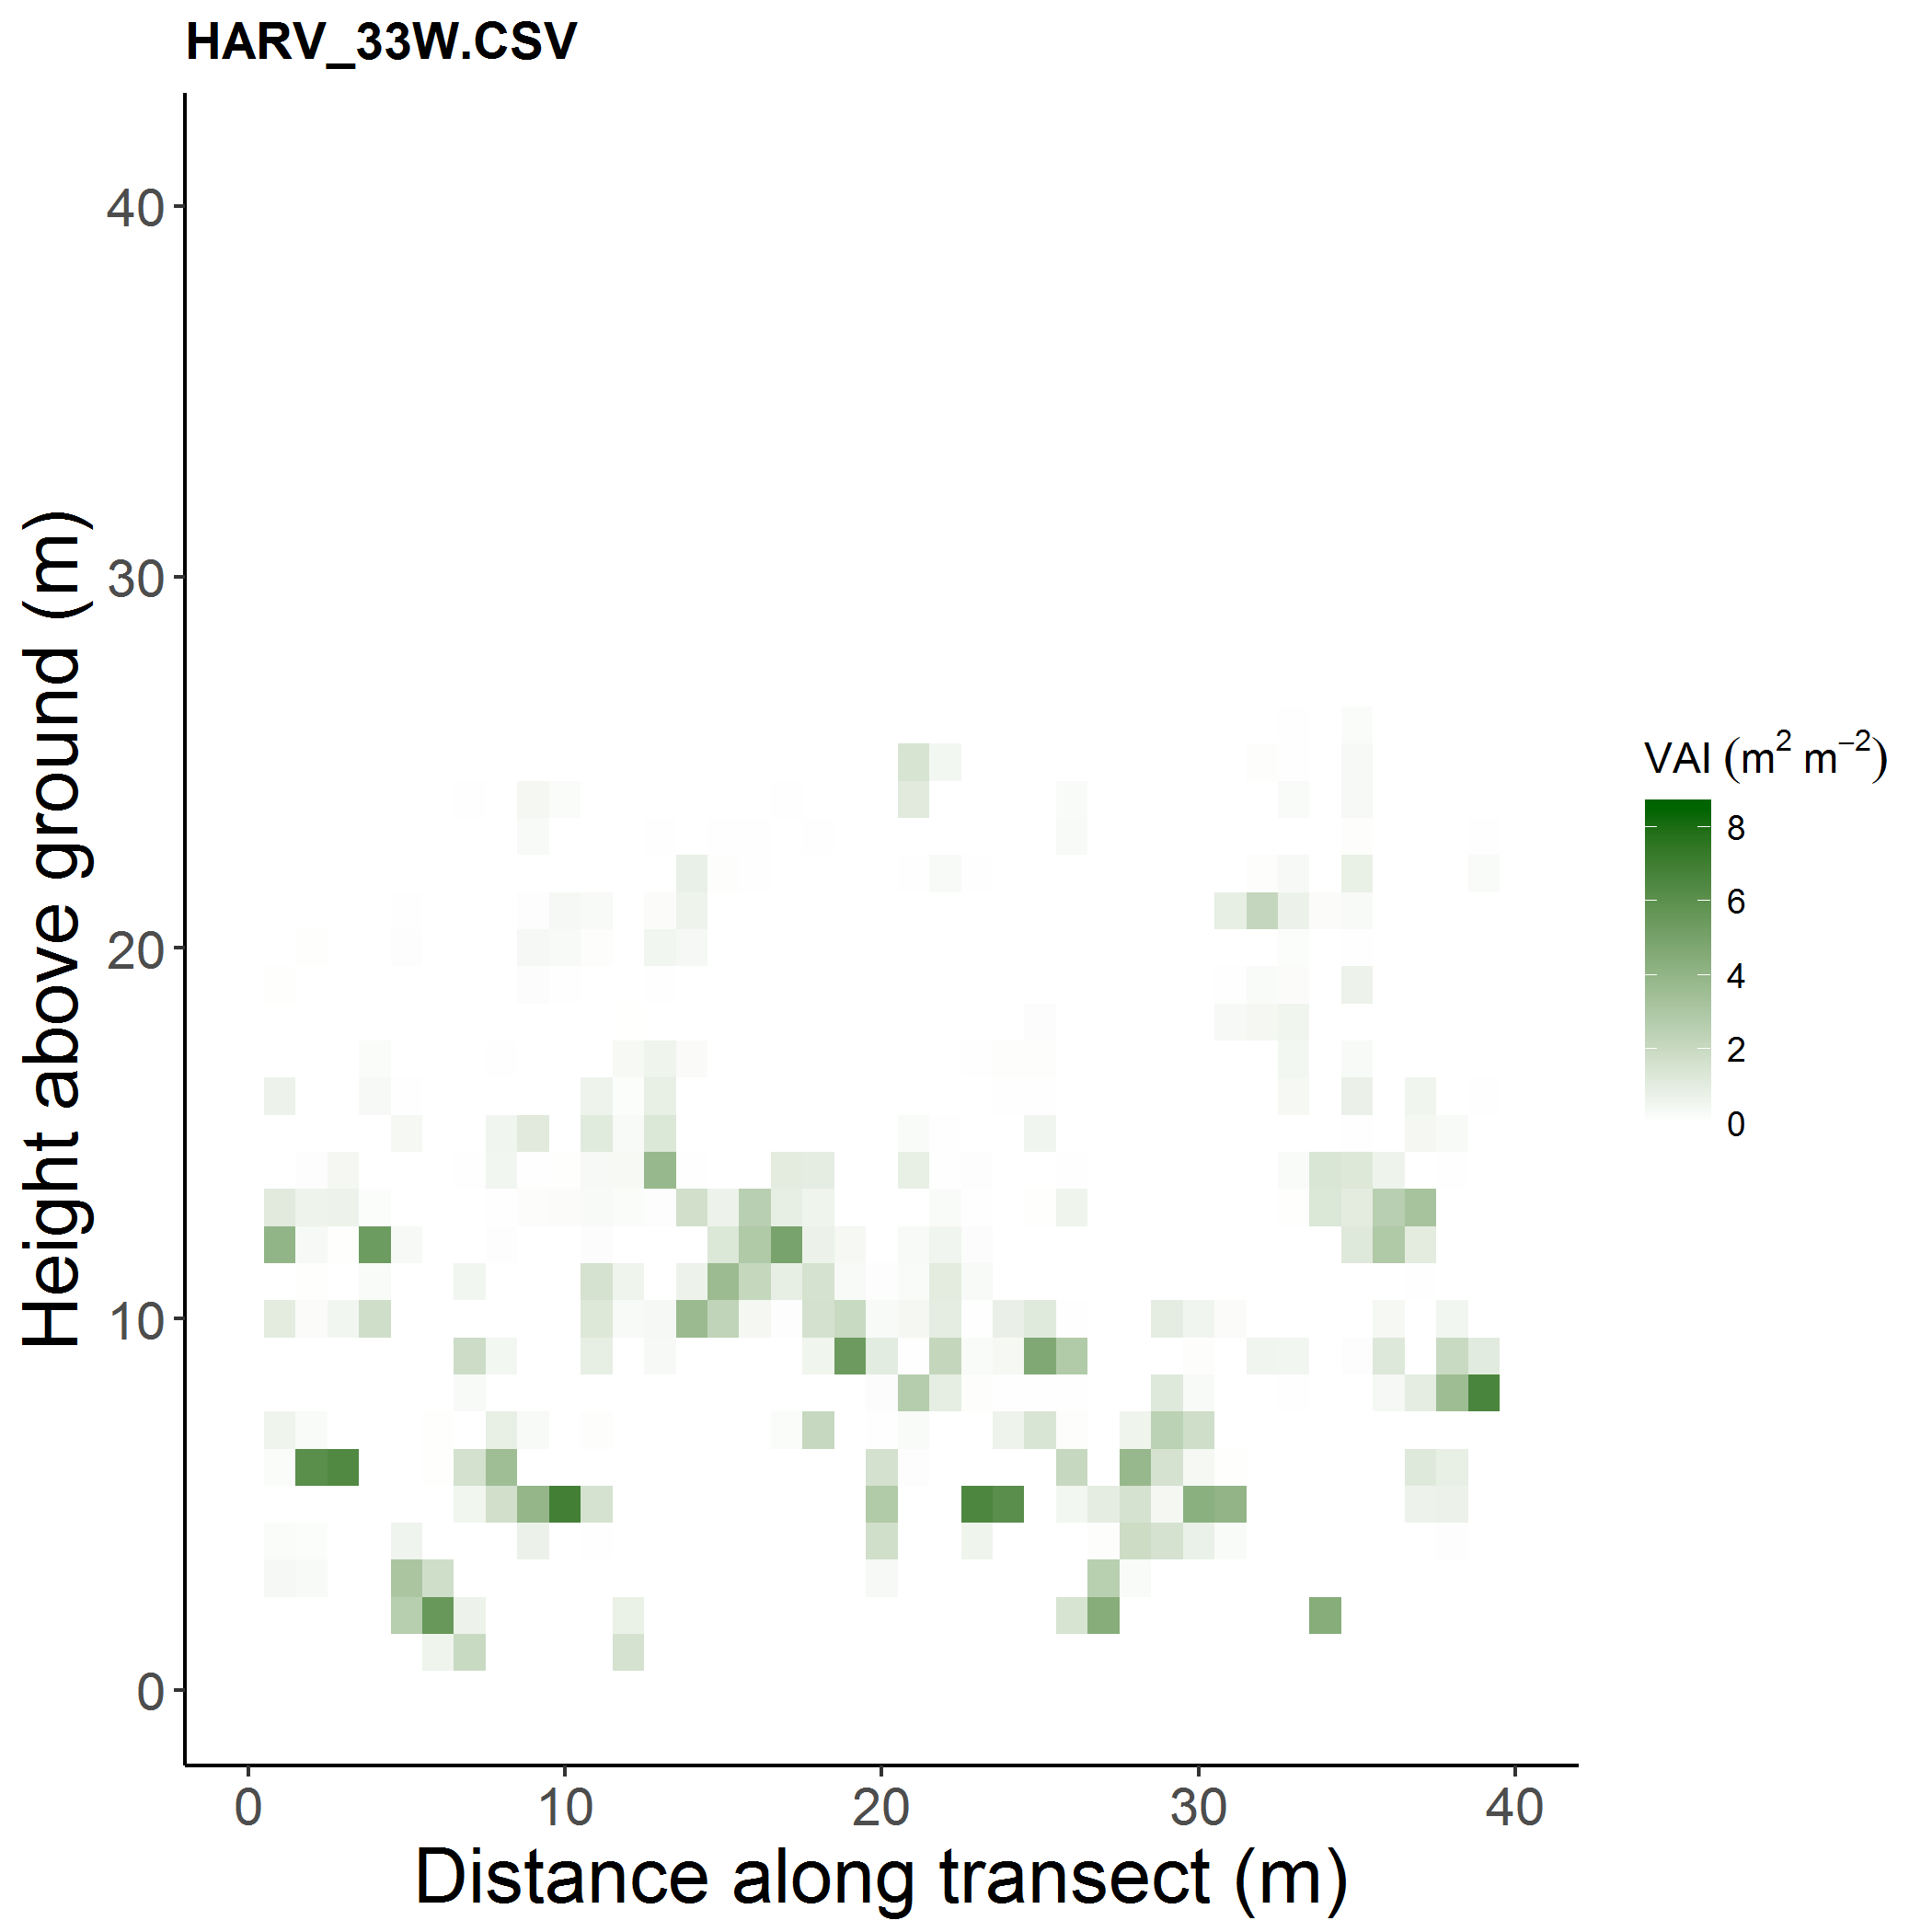 HARV_33W.CSV
Height above ground (m)
40
30
20
10
0
0 10 20 30 40
Distance along transect (m)
VAI (m² m⁻²)
8
6
4
2
0